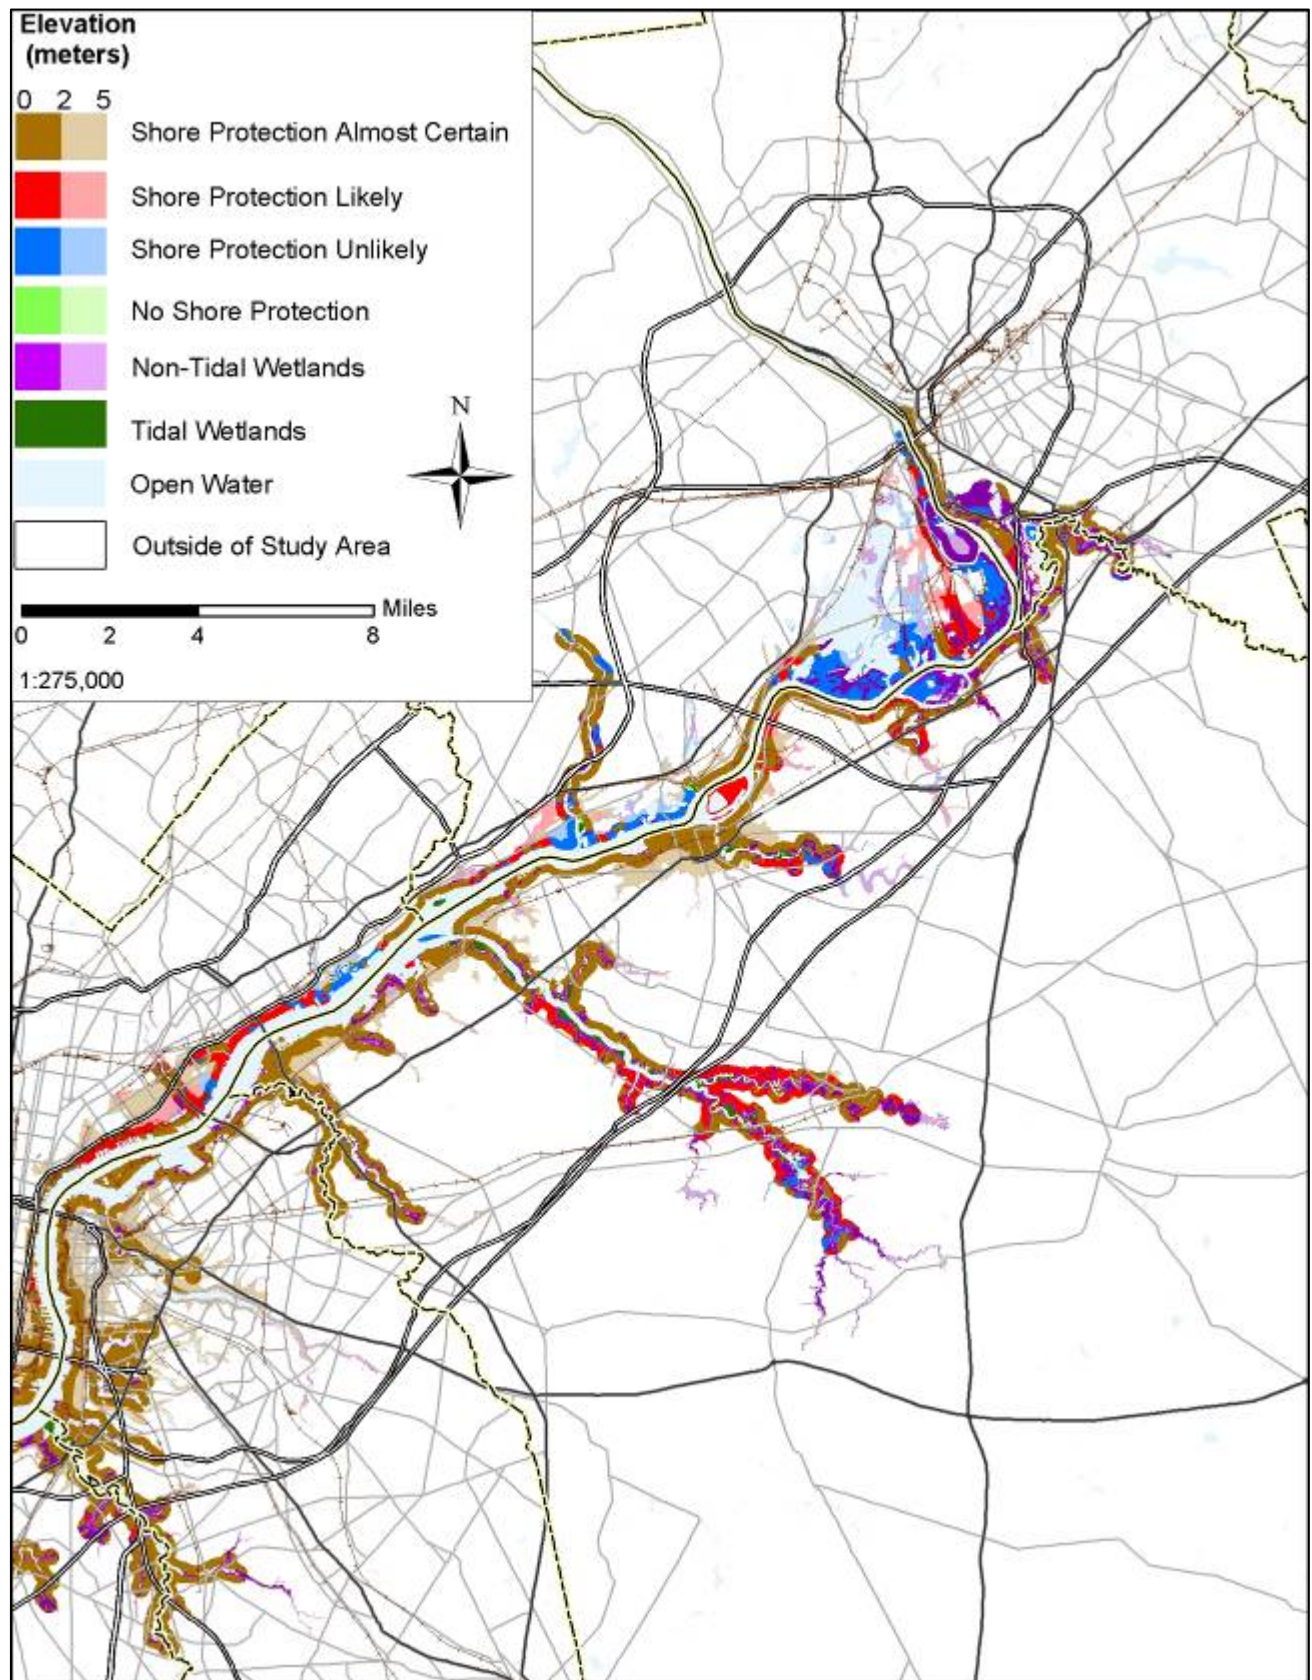 Elevation
(meters)
0 2 5
Shore Protection Almost Certain
Shore Protection Likely
Shore Protection Unlikely
No Shore Protection
Non-Tidal Wetlands
Tidal Wetlands
Open Water
Outside of Study Area
N
Miles
0 2 4 8
1:275,000